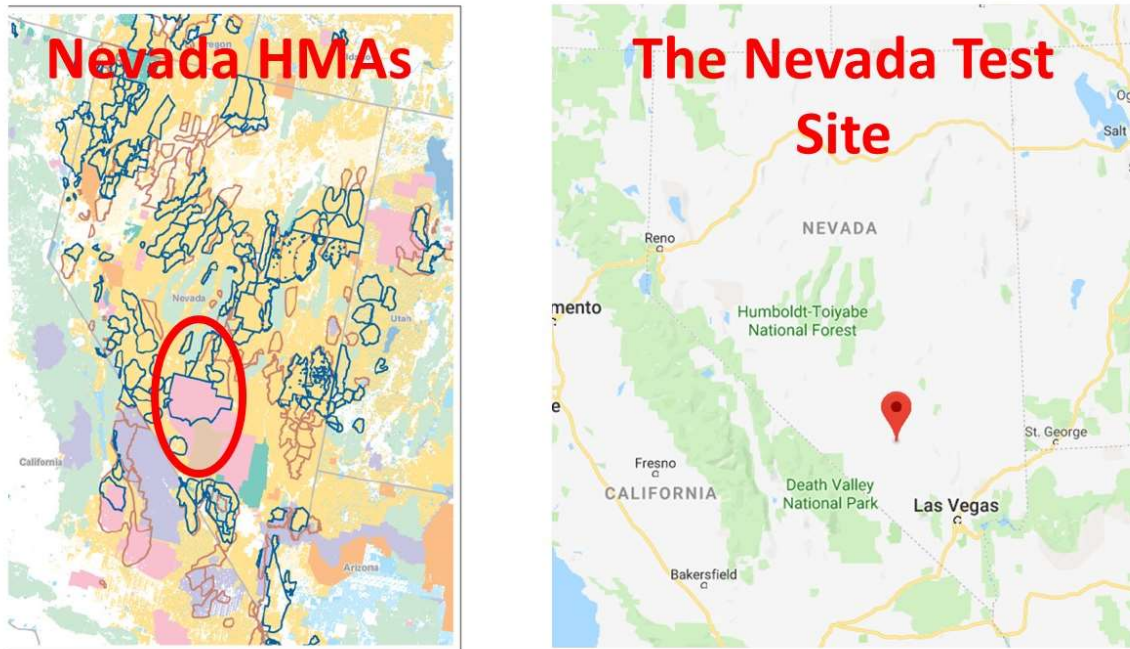 Nevada HMAs
Nevada
Utah
California
Arizona
The Nevada Test
Site
Salt
Reno
NEVADA
mento
Humboldt-Toiyabe
National Forest
St. George
Fresno
CALIFORNIA
Death Valley
National Park
Las Vegas
Bakersfield